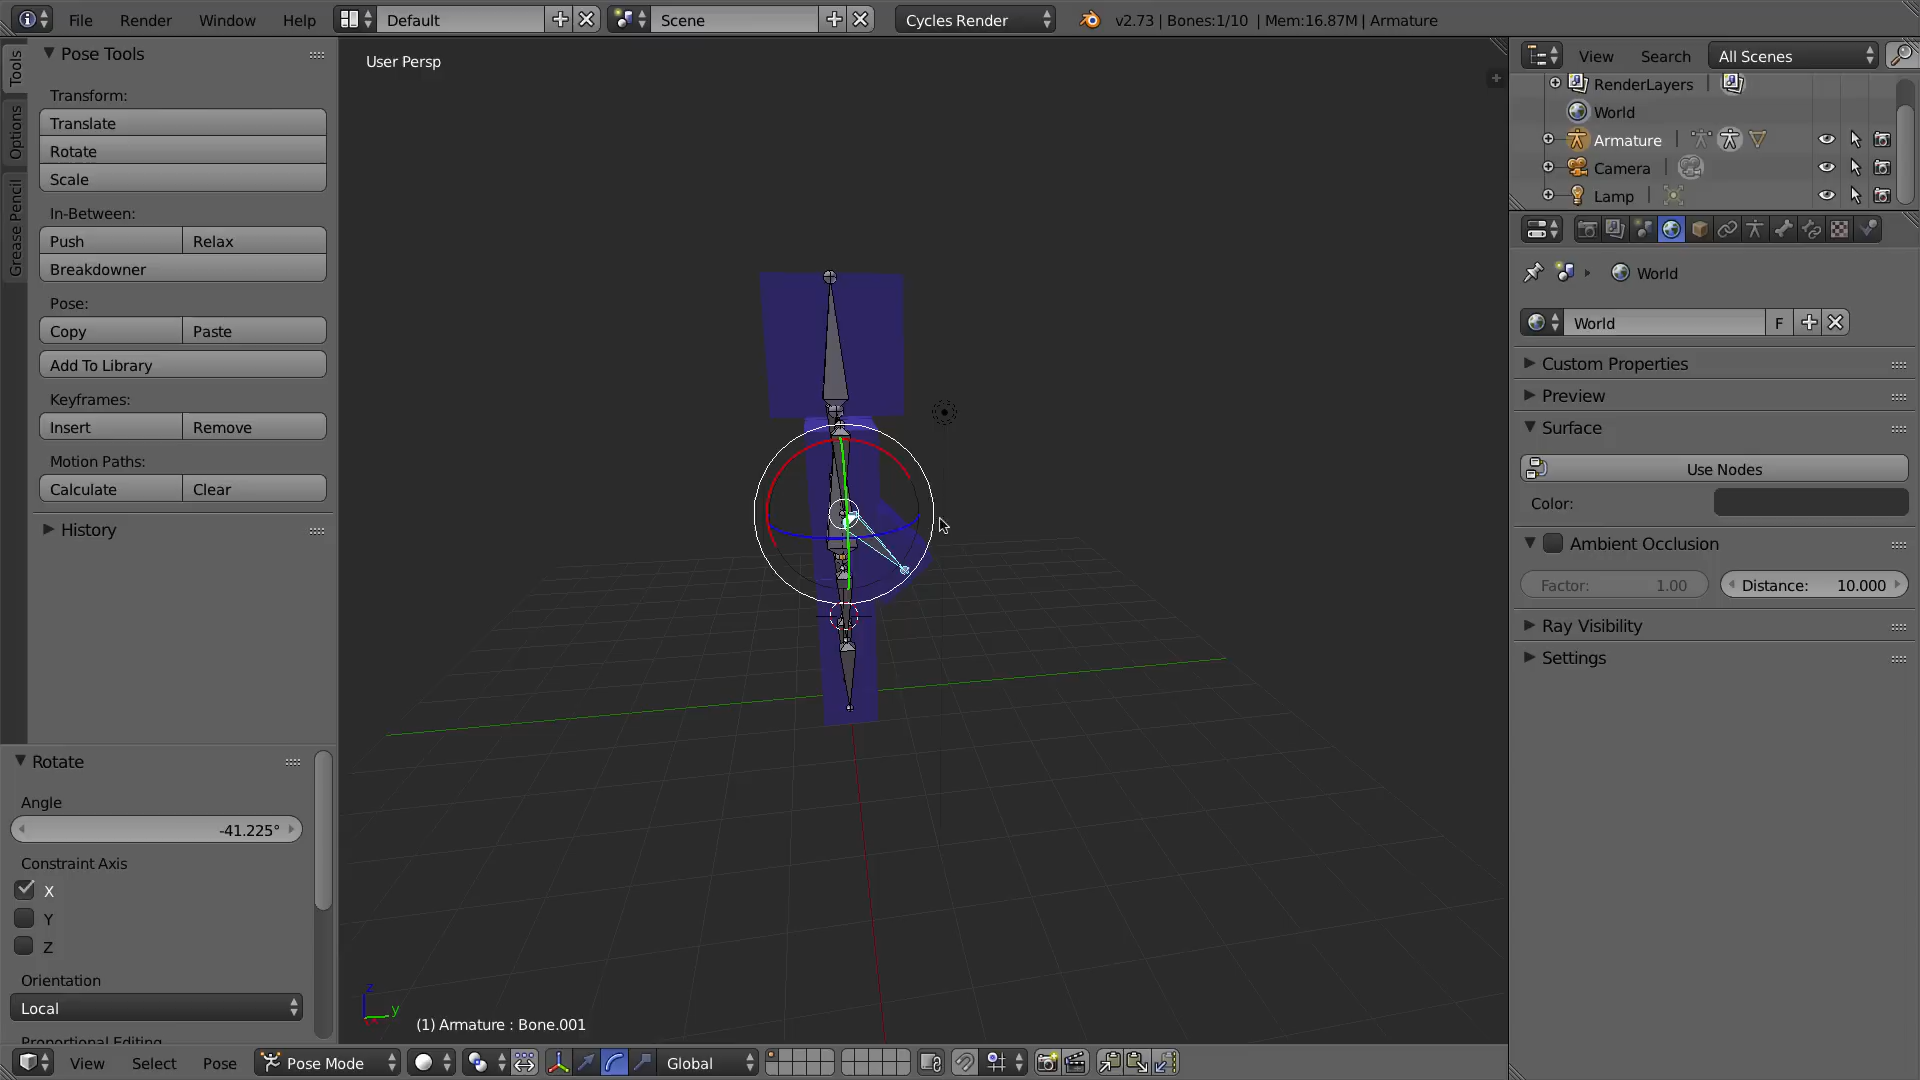 File Render Window Help Default Scene Cycles Render v2.73 | Bones:1/10 | Mem:16.87M | Armature
Tools
Options
Grease Pencil
Pose Tools
Transform:
Translate
Rotate
Scale
In-Between:
Push Relax
Breakdowner
Pose:
Copy Paste
Add To Library
Keyframes:
Insert Remove
Motion Paths:
Calculate Clear
History
Rotate
Angle
-41.225°
Constraint Axis
X
Y
Z
Orientation
Local
User Persp
z
y
(1) Armature : Bone.001
View Select Pose Pose Mode Global
View Search All Scenes
RenderLayers
World
Armature
Camera
Lamp
World
World F
Custom Properties
Preview
Surface
Use Nodes
Color:
Ambient Occlusion
Factor: 1.00 Distance: 10.000
Ray Visibility
Settings